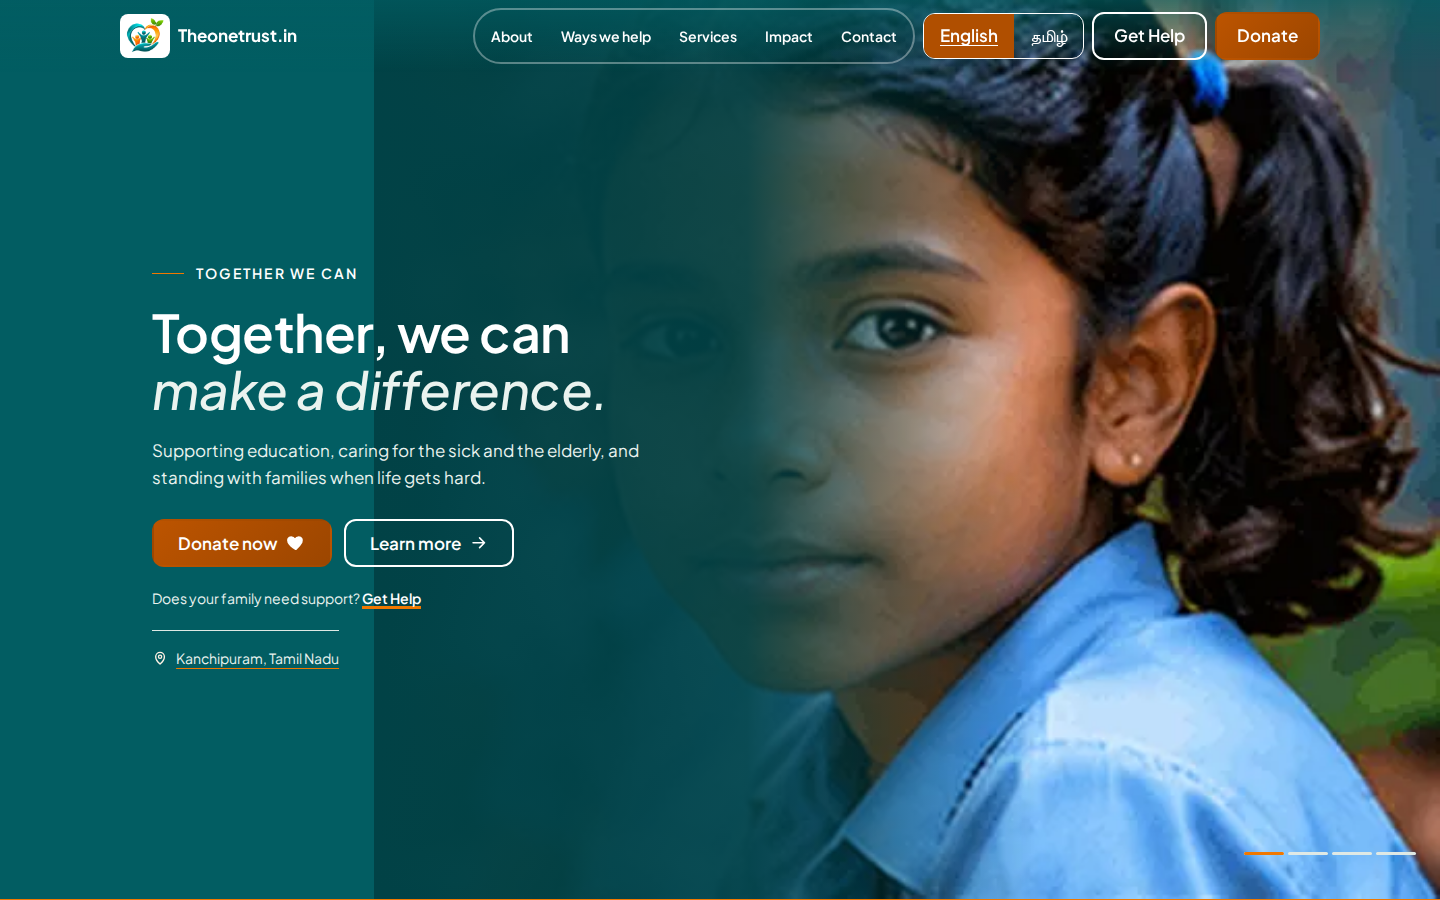 Theonetrust.in
About
Ways we help
Services
Impact
Contact
English
தமிழ்
Get Help
Donate
TOGETHER WE CAN
Together, we can
make a difference.
Supporting education, caring for the sick and the elderly, and
standing with families when life gets hard.
Donate now
Learn more
Does your family need support? Get Help
Kanchipuram, Tamil Nadu